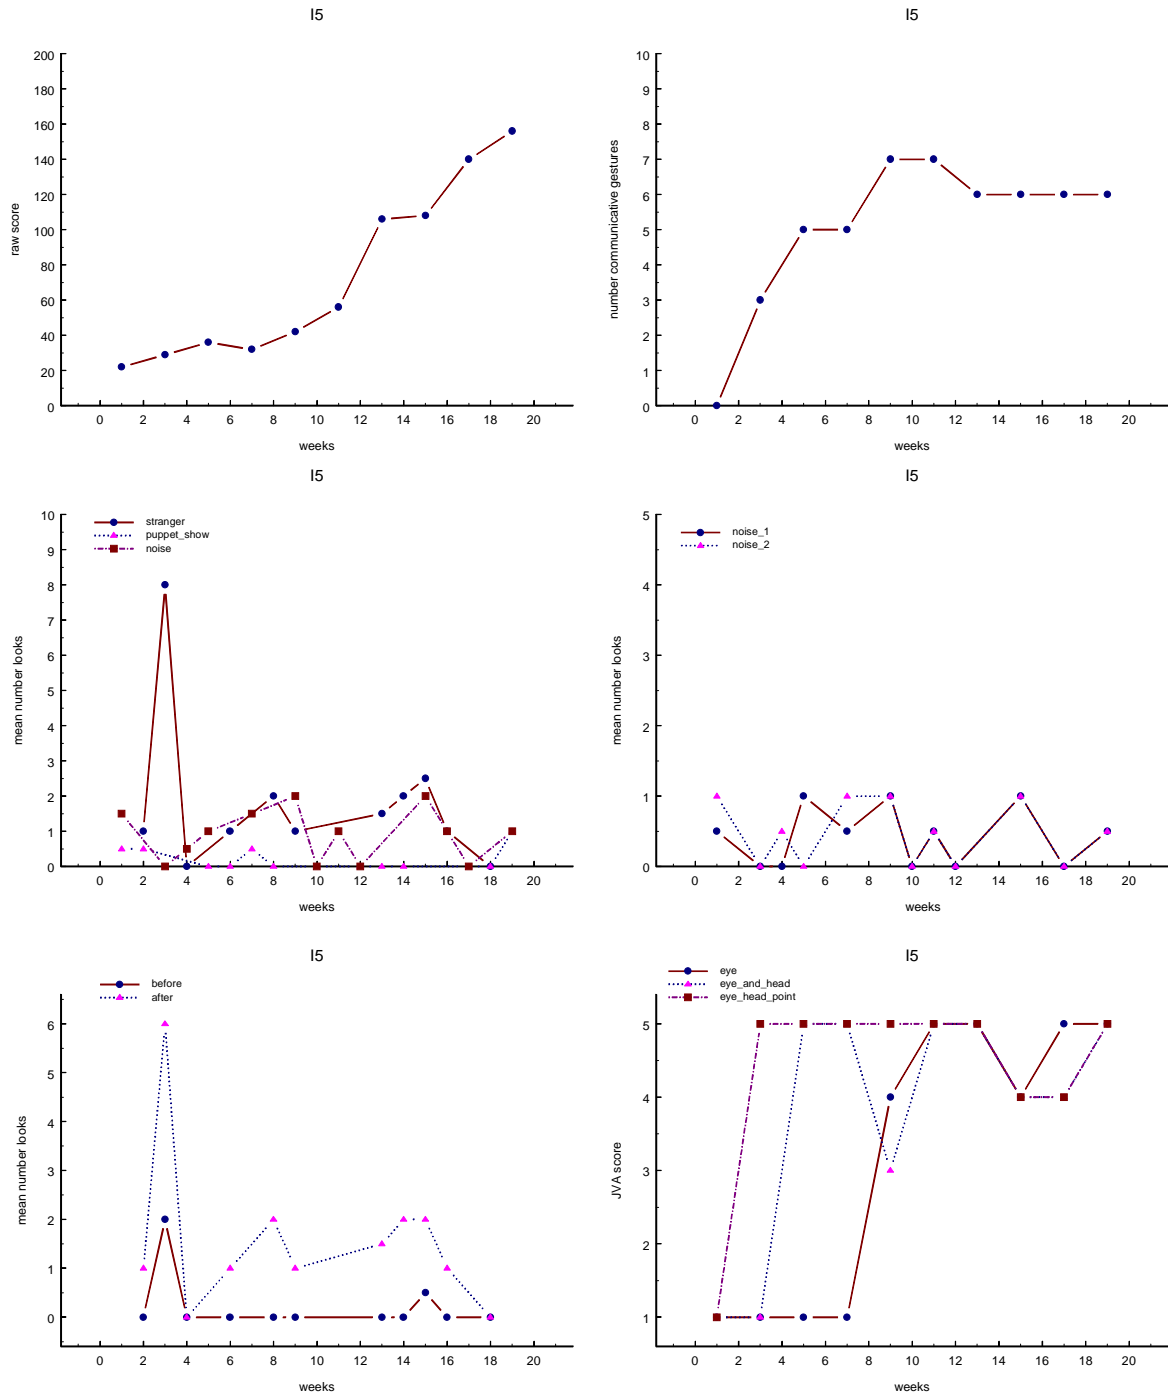 I5
200
180
160
140
120
100
80
60
40
20
0
raw score
0 2 4 6 8 10 12 14 16 18 20
weeks
I5
10
9
8
7
6
5
4
3
2
1
0
number communicative gestures
0 2 4 6 8 10 12 14 16 18 20
weeks
I5
stranger
puppet_show
noise
10
9
8
7
6
5
4
3
2
1
0
mean number looks
0 2 4 6 8 10 12 14 16 18 20
weeks
I5
noise_1
noise_2
5
4
3
2
1
0
mean number looks
0 2 4 6 8 10 12 14 16 18 20
weeks
I5
before
after
6
5
4
3
2
1
0
mean number looks
0 2 4 6 8 10 12 14 16 18 20
weeks
I5
eye
eye_and_head
eye_head_point
5
4
3
2
1
JVA score
0 2 4 6 8 10 12 14 16 18 20
weeks